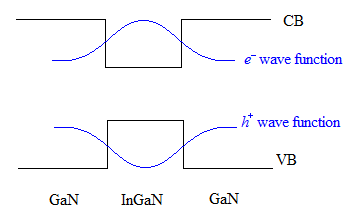 CB
e⁻ wave function
h⁺ wave function
VB
GaN InGaN GaN